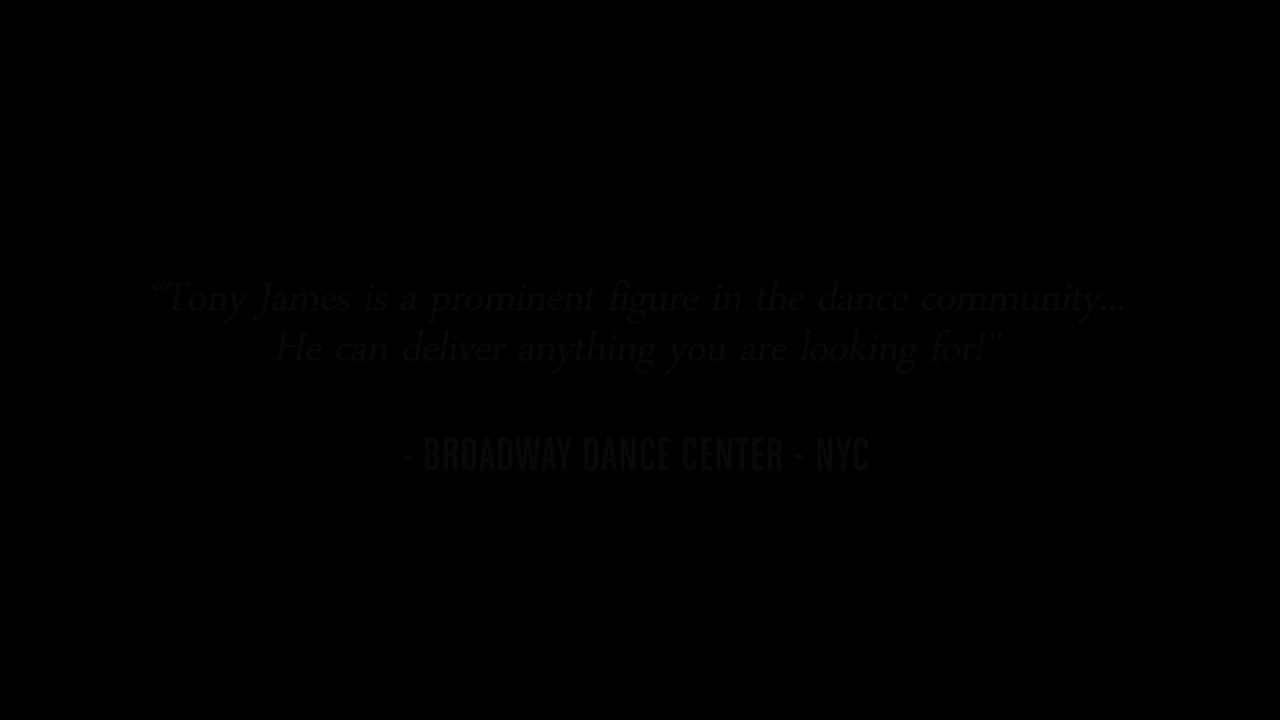 “Tony James is a prominent figure in the dance community...
He can deliver anything you are looking for!”
- BROADWAY DANCE CENTER - NYC